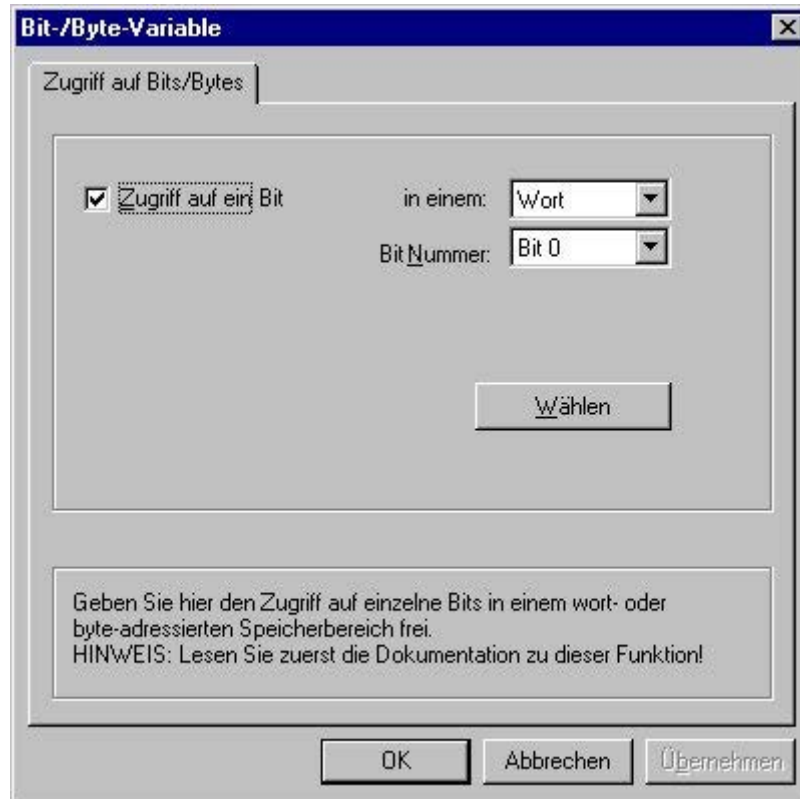 Bit-/Byte-Variable
Zugriff auf Bits/Bytes
Zugriff auf ein Bit in einem: Wort
Bit Nummer: Bit 0
Wählen
Geben Sie hier den Zugriff auf einzelne Bits in einem wort- oder
byte-adressierten Speicherbereich frei.
HINWEIS: Lesen Sie zuerst die Dokumentation zu dieser Funktion!
OK Abbrechen Übernehmen